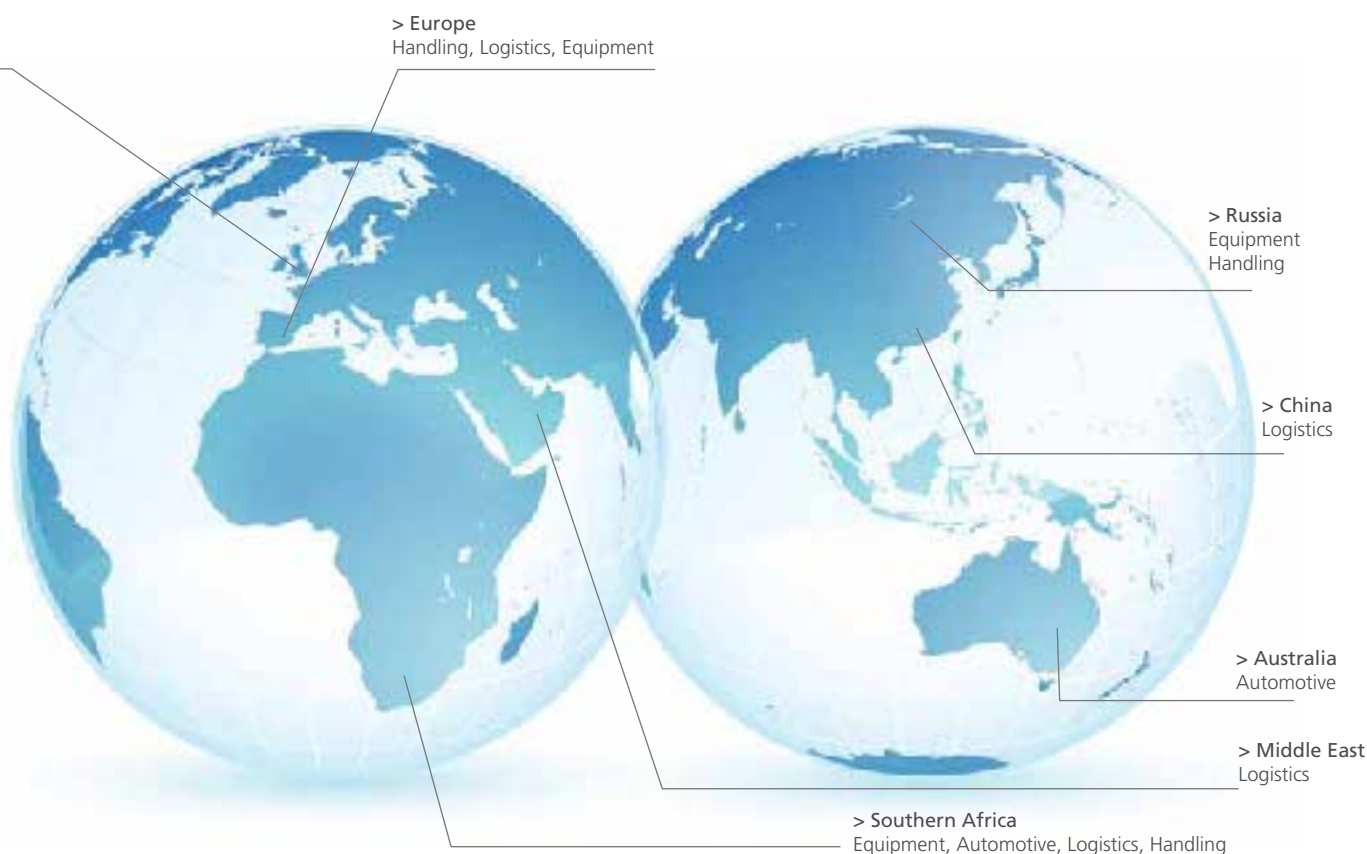 > Europe
Handling, Logistics, Equipment
> Russia
Equipment
Handling
> China
Logistics
> Australia
Automotive
> Middle East
Logistics
> Southern Africa
Equipment, Automotive, Logistics, Handling